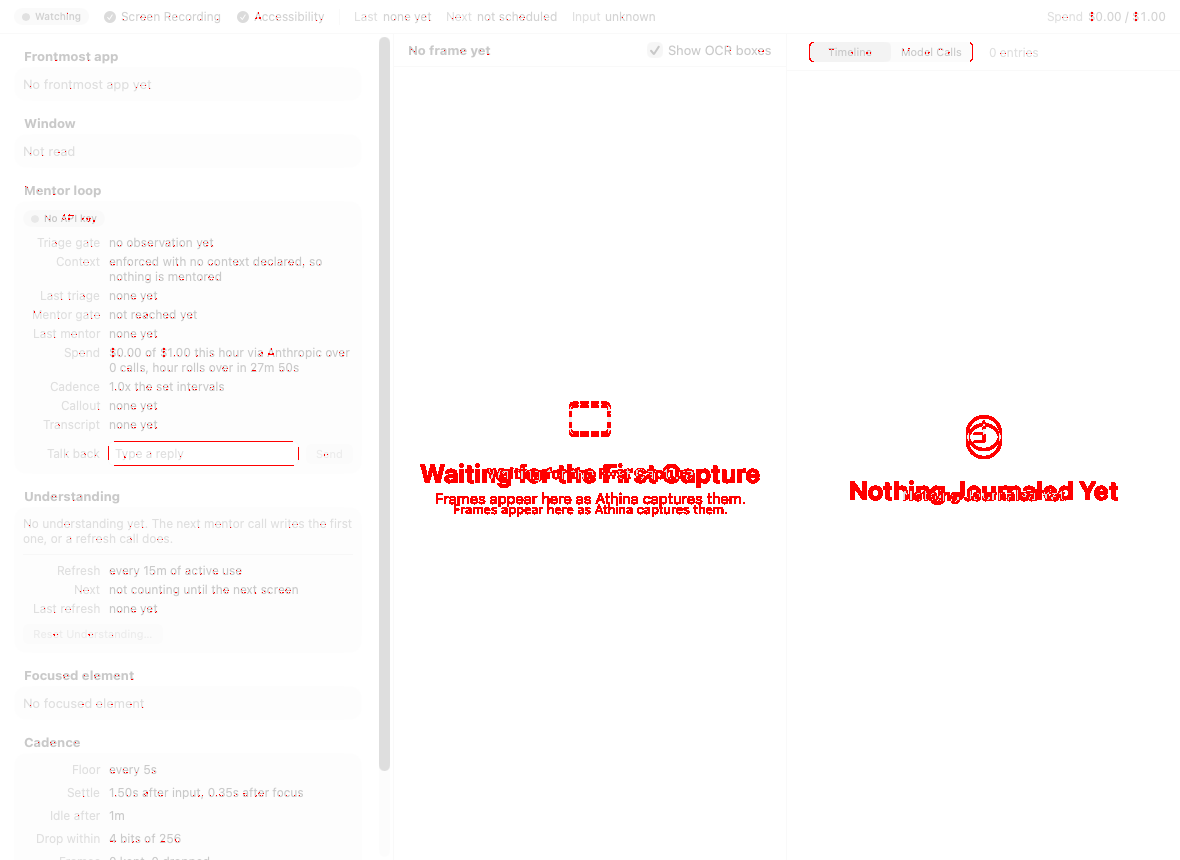 Watching Screen Recording Accessibility Last none yet Next not scheduled Input unknown Spend $0.00 / $1.00
Frontmost app
No frontmost app yet
Window
Not read
Mentor loop
No API key
Triage gate no observation yet
Context enforced with no context declared, so
nothing is mentored
Last triage none yet
Mentor gate not reached yet
Last mentor none yet
Spend $0.00 of $1.00 this hour via Anthropic over
0 calls, hour rolls over in 27m 50s
Cadence 1.0x the set intervals
Callout none yet
Transcript none yet
Talk back Type a reply Send
Understanding
No understanding yet. The next mentor call writes the first
one, or a refresh call does.
Refresh every 15m of active use
Next not counting until the next screen
Last refresh none yet
Reset Understanding...
Focused element
No focused element
Cadence
Floor every 5s
Settle 1.50s after input, 0.35s after focus
Idle after 1m
Drop within 4 bits of 256
No frame yet Show OCR boxes
Waiting for the First Capture
Frames appear here as Athina captures them.
Frames appear here as Athina captures them.
Timeline Model Calls 0 entries
Nothing Journaled Yet